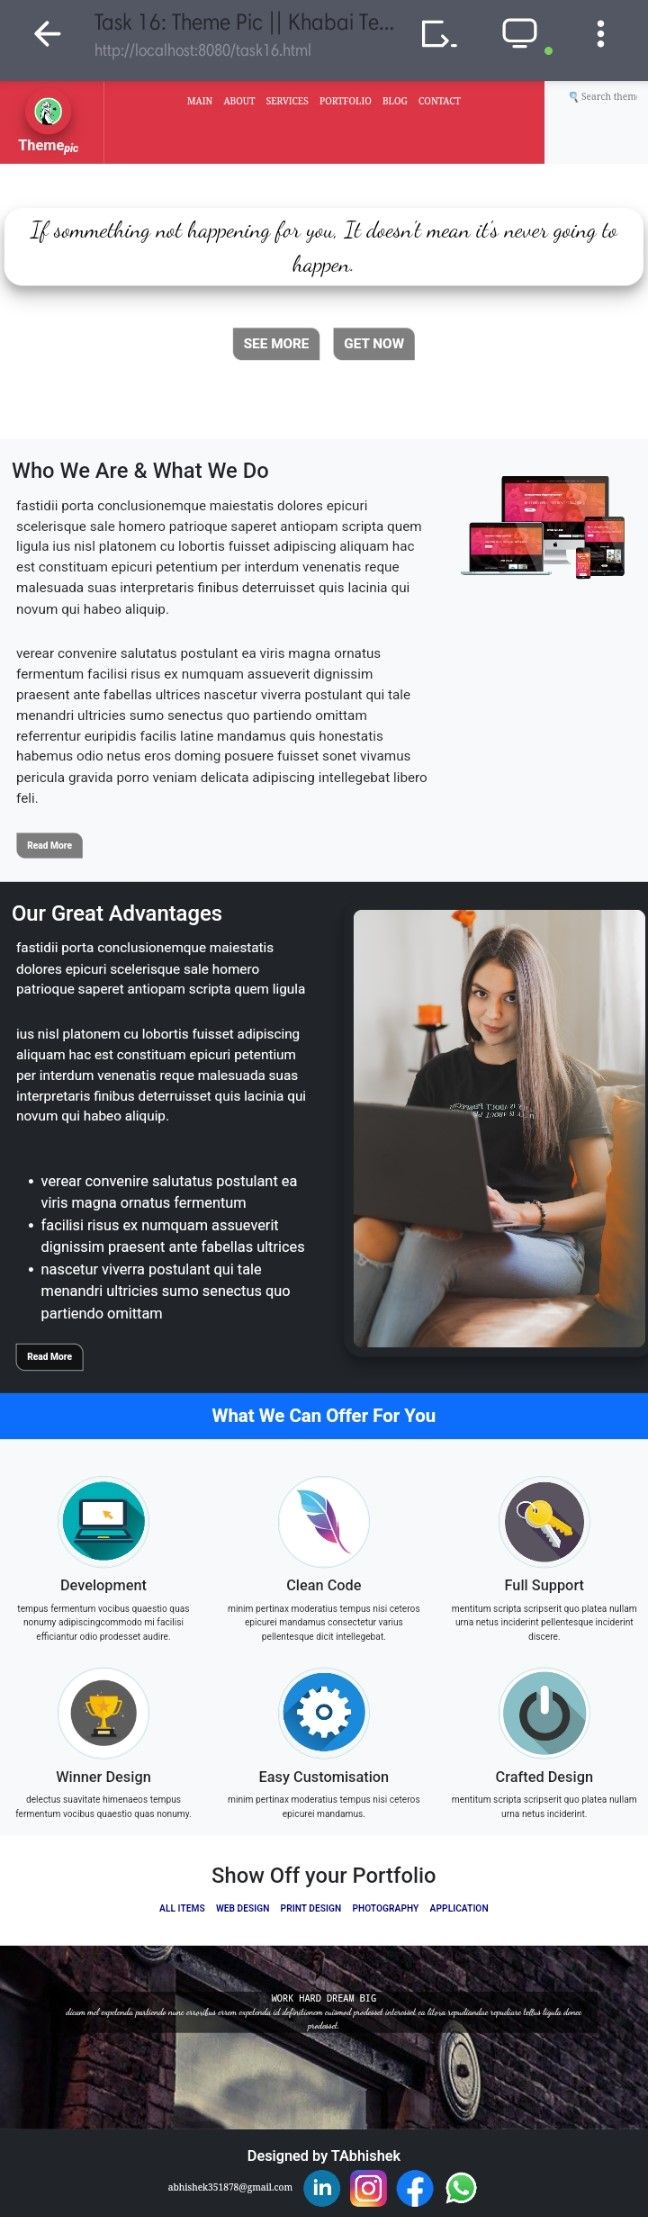 Task 16: Theme Pic || Khabai Te...
http://localhost:8080/task16.html
MAIN ABOUT SERVICES PORTFOLIO BLOG CONTACT
Search them
Themepic
If sommething not happening for you, It doesn't mean it's never going to
happen.
SEE MORE GET NOW
Who We Are & What We Do
fastidii porta conclusionemque maiestatis dolores epicuri
scelerisque sale homero patrioque saperet antiopam scripta quem
ligula ius nisl platonem cu lobortis fuisset adipiscing aliquam hac
est constituam epicuri petentium per interdum venenatis reque
malesuada suas interpretaris finibus deterruisset quis lacinia qui
novum qui habeo aliquip.
verear convenire salutatus postulant ea viris magna ornatus
fermentum facilisi risus ex numquam assueverit dignissim
praesent ante fabellas ultrices nascetur viverra postulant qui tale
menandri ultricies sumo senectus quo partiendo omittam
referrentur euripidis facilis latine mandamus quis honestatis
habemus odio netus eros doming posuere fuisset sonet vivamus
pericula gravida porro veniam delicata adipiscing intellegebat libero
feli.
Read More
Our Great Advantages
fastidii porta conclusionemque maiestatis
dolores epicuri scelerisque sale homero
patrioque saperet antiopam scripta quem ligula
ius nisl platonem cu lobortis fuisset adipiscing
aliquam hac est constituam epicuri petentium
per interdum venenatis reque malesuada suas
interpretaris finibus deterruisset quis lacinia qui
novum qui habeo aliquip.
• verear convenire salutatus postulant ea
viris magna ornatus fermentum
• facilisi risus ex numquam assueverit
dignissim praesent ante fabellas ultrices
• nascetur viverra postulant qui tale
menandri ultricies sumo senectus quo
partiendo omittam
Read More
What We Can Offer For You
Development
tempus fermentum vocibus quaestio quas
nonumy adipiscingcommodo mi facilisi
efficiantur odio prodesset audire.
Clean Code
minim pertinax moderatius tempus nisi ceteros
epicurei mandamus consectetur varius
pellentesque dicit intellegebat.
Full Support
mentitum scripta scripserit quo platea nullam
urna netus inciderint pellentesque inciderint
discere.
Winner Design
delectus suavitate himenaeos tempus
fermentum vocibus quaestio quas nonumy.
Easy Customisation
minim pertinax moderatius tempus nisi ceteros
epicurei mandamus.
Crafted Design
mentitum scripta scripserit quo platea nullam
urna netus inciderint.
Show Off your Portfolio
ALL ITEMS WEB DESIGN PRINT DESIGN PHOTOGRAPHY APPLICATION
WORK HARD DREAM BIG
dicam mel expetenda partiendo nunc erroribus errem expetenda id definitionem euismod prodesset interesset ea litora repudiandae repudiare tellus ligula donec
prodesset.
Designed by TAbhishek
abhishek351878@gmail.com
in